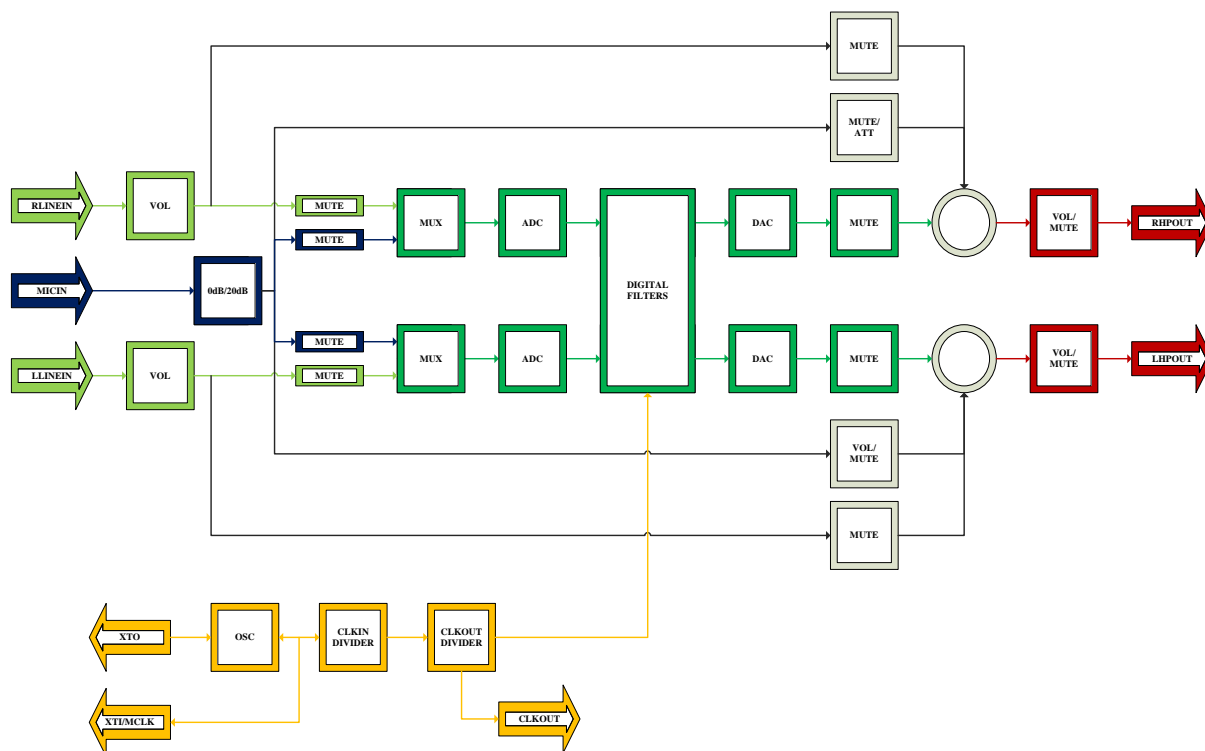 MUTE
MUTE/
ATT
RLINEIN
VOL
MUTE
MUTE
MUX
ADC
DAC
MUTE
VOL/
MUTE
RHPOUT
MICIN
0dB/20dB
DIGITAL
FILTERS
LLINEIN
VOL
MUTE
MUTE
MUX
ADC
DAC
MUTE
VOL/
MUTE
LHPOUT
VOL/
MUTE
MUTE
XTO
OSC
CLKIN
DIVIDER
CLKOUT
DIVIDER
XTI/MCLK
CLKOUT